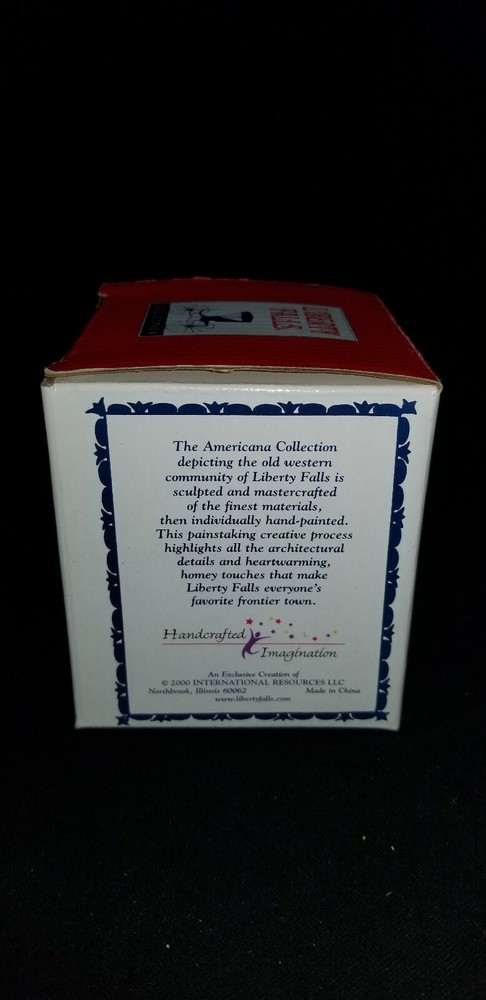 LIBERTY
FALLS
The Americana Collection
depicting the old western
community of Liberty Falls is
sculpted and mastercrafted
of the finest materials,
then individually hand-painted.
This painstaking creative process
highlights all the architectural
details and heartwarming,
homey touches that make
Liberty Falls everyone's
favorite frontier town.
Handcrafted
Imagination
An Exclusive Creation of
© 2000 INTERNATIONAL RESOURCES LLC
Northbrook, Illinois 60062 Made in China
www.libertyfalls.com